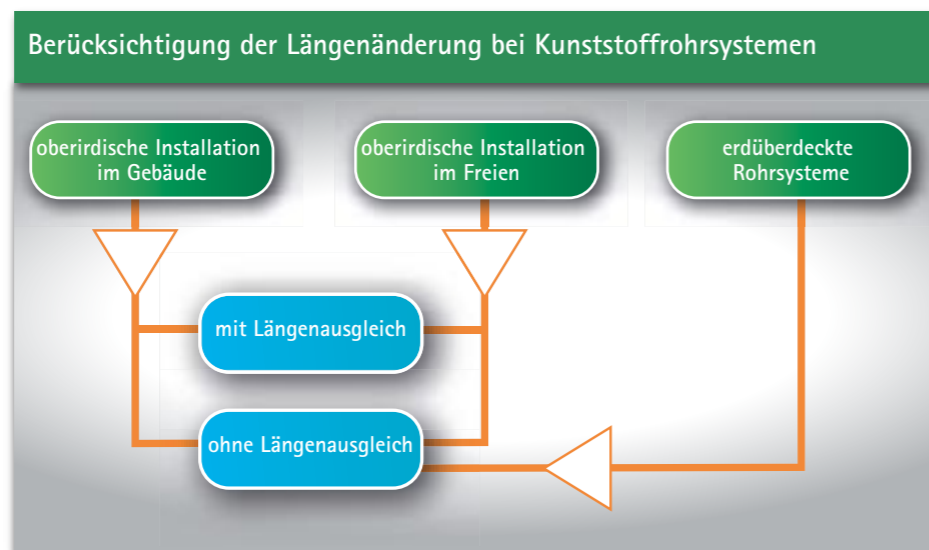 Berücksichtigung der Längenänderung bei Kunststoffrohrsystemen
oberirdische Installation
im Gebäude
oberirdische Installation
im Freien
erdüberdeckte
Rohrsysteme
mit Längenausgleich
ohne Längenausgleich